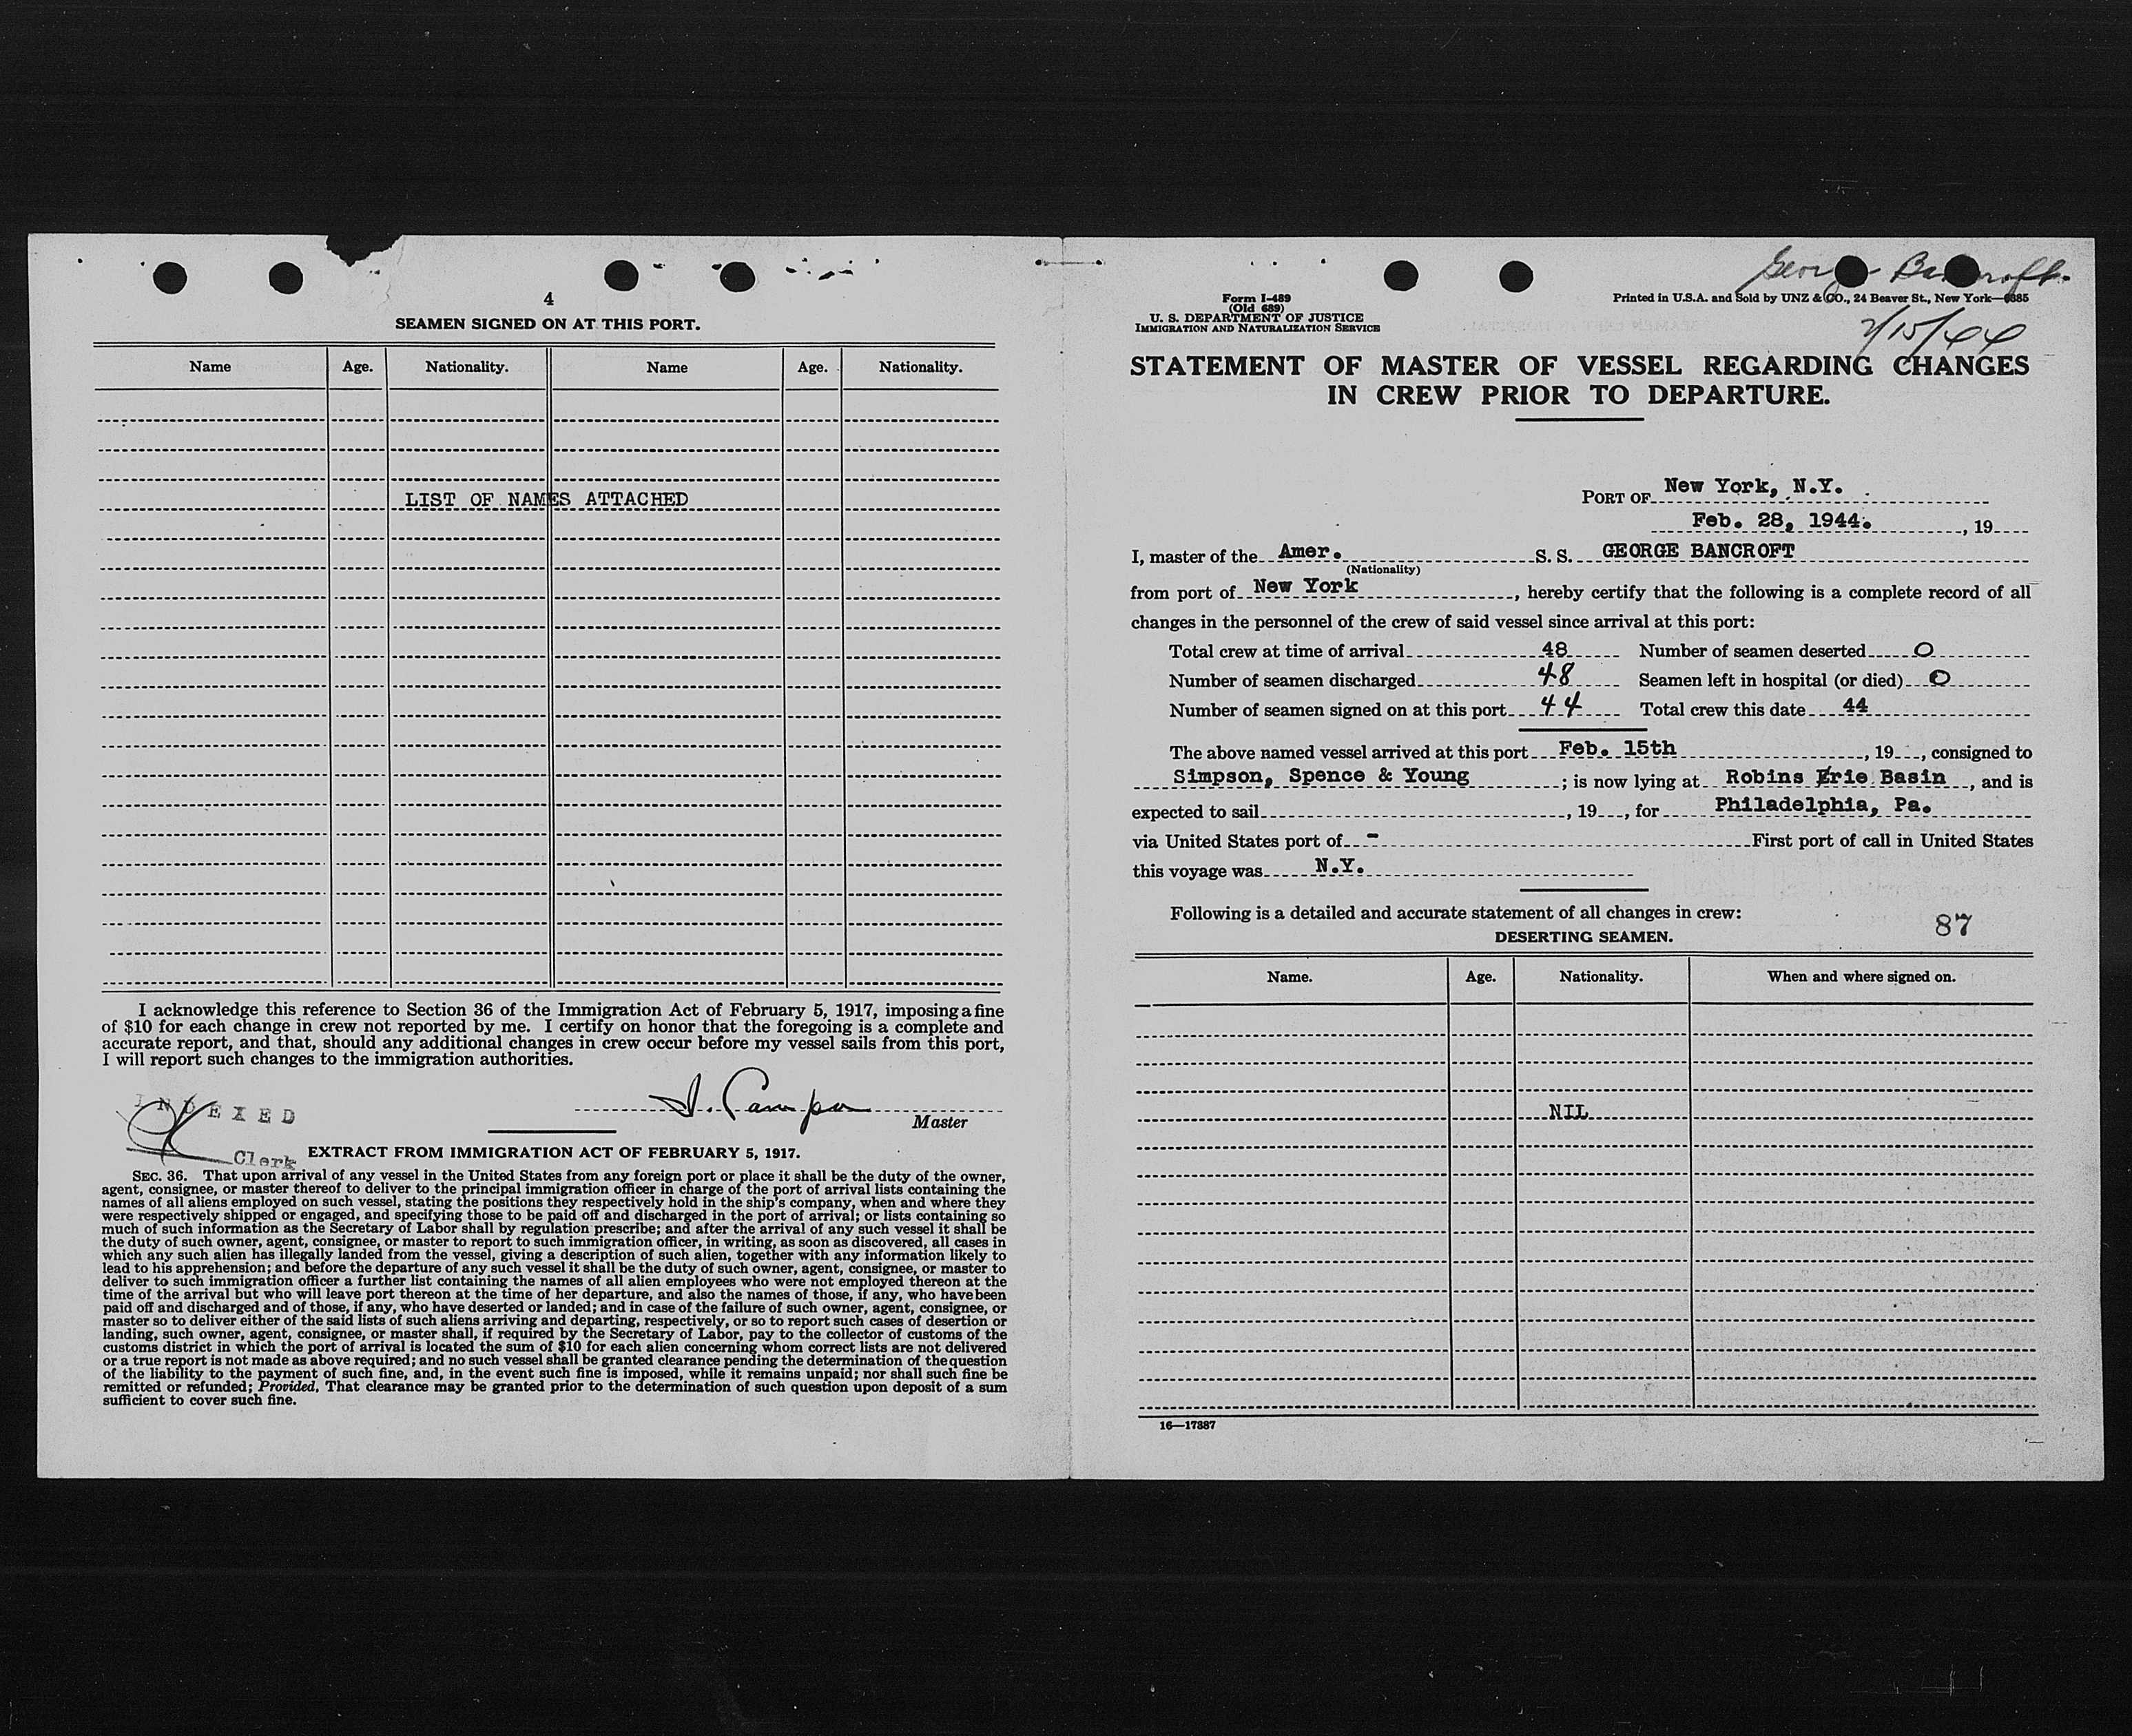 4
SEAMEN SIGNED ON AT THIS PORT.
Name Age. Nationality. Name Age. Nationality.
LIST OF NAMES ATTACHED
I acknowledge this reference to Section 36 of the Immigration Act of February 5, 1917, imposing a fine
of $10 for each change in crew not reported by me. I certify on honor that the foregoing is a complete and
accurate report, and that, should any additional changes in crew occur before my vessel sails from this port,
I will report such changes to the immigration authorities.
INDEXED
Master
Clerk
EXTRACT FROM IMMIGRATION ACT OF FEBRUARY 5, 1917.
SEC. 36. That upon arrival of any vessel in the United States from any foreign port or place it shall be the duty of the owner,
agent, consignee, or master thereof to deliver to the principal immigration officer in charge of the port of arrival lists containing the
names of all aliens employed on such vessel, stating the positions they respectively hold in the ship's company, when and where they
were respectively shipped or engaged, and specifying those to be paid off and discharged in the port of arrival; or lists containing so
much of such information as the Secretary of Labor shall by regulation prescribe; and after the arrival of any such vessel it shall be
the duty of such owner, agent, consignee, or master to report to such immigration officer, in writing, as soon as discovered, all cases in
which any such alien has illegally landed from the vessel, giving a description of such alien, together with any information likely to
lead to his apprehension; and before the departure of any such vessel it shall be the duty of such owner, agent, consignee, or master to
deliver to such immigration officer a further list containing the names of all alien employees who were not employed thereon at the
time of the arrival but who will leave port thereon at the time of her departure, and also the names of those, if any, who have been
paid off and discharged and of those, if any, who have deserted or landed; and in case of the failure of such owner, agent, consignee, or
master so to deliver either of the said lists of such aliens arriving and departing, respectively, or so to report such cases of desertion or
landing, such owner, agent, consignee, or master shall, if required by the Secretary of Labor, pay to the collector of customs of the
customs district in which the port of arrival is located the sum of $10 for each alien concerning whom correct lists are not delivered
or a true report is not made as above required; and no such vessel shall be granted clearance pending the determination of the question
of the liability to the payment of such fine, and, in the event such fine is imposed, while it remains unpaid; nor shall such fine be
remitted or refunded; Provided, That clearance may be granted prior to the determination of such question upon deposit of a sum
sufficient to cover such fine.
George Bancroft
Form I-489
(Old 689)
U. S. DEPARTMENT OF JUSTICE
IMMIGRATION AND NATURALIZATION SERVICE
Printed in U.S.A. and Sold by UNZ & CO., 24 Beaver St., New York—6885
2/15/44
STATEMENT OF MASTER OF VESSEL REGARDING CHANGES
IN CREW PRIOR TO DEPARTURE.
PORT OF New York, N.Y.
Feb. 28, 1944. , 19
I, master of the Amer. S. S. GEORGE BANCROFT
(Nationality)
from port of New York , hereby certify that the following is a complete record of all
changes in the personnel of the crew of said vessel since arrival at this port:
Total crew at time of arrival 48 Number of seamen deserted 0
Number of seamen discharged 48 Seamen left in hospital (or died) 0
Number of seamen signed on at this port 44 Total crew this date 44
The above named vessel arrived at this port Feb. 15th , 19 , consigned to
Simpson, Spence & Young ; is now lying at Robins Erie Basin , and is
expected to sail , 19 , for Philadelphia, Pa.
via United States port of - First port of call in United States
this voyage was N.Y.
Following is a detailed and accurate statement of all changes in crew:
87
DESERTING SEAMEN.
Name. Age. Nationality. When and where signed on.
NIL
16—17887